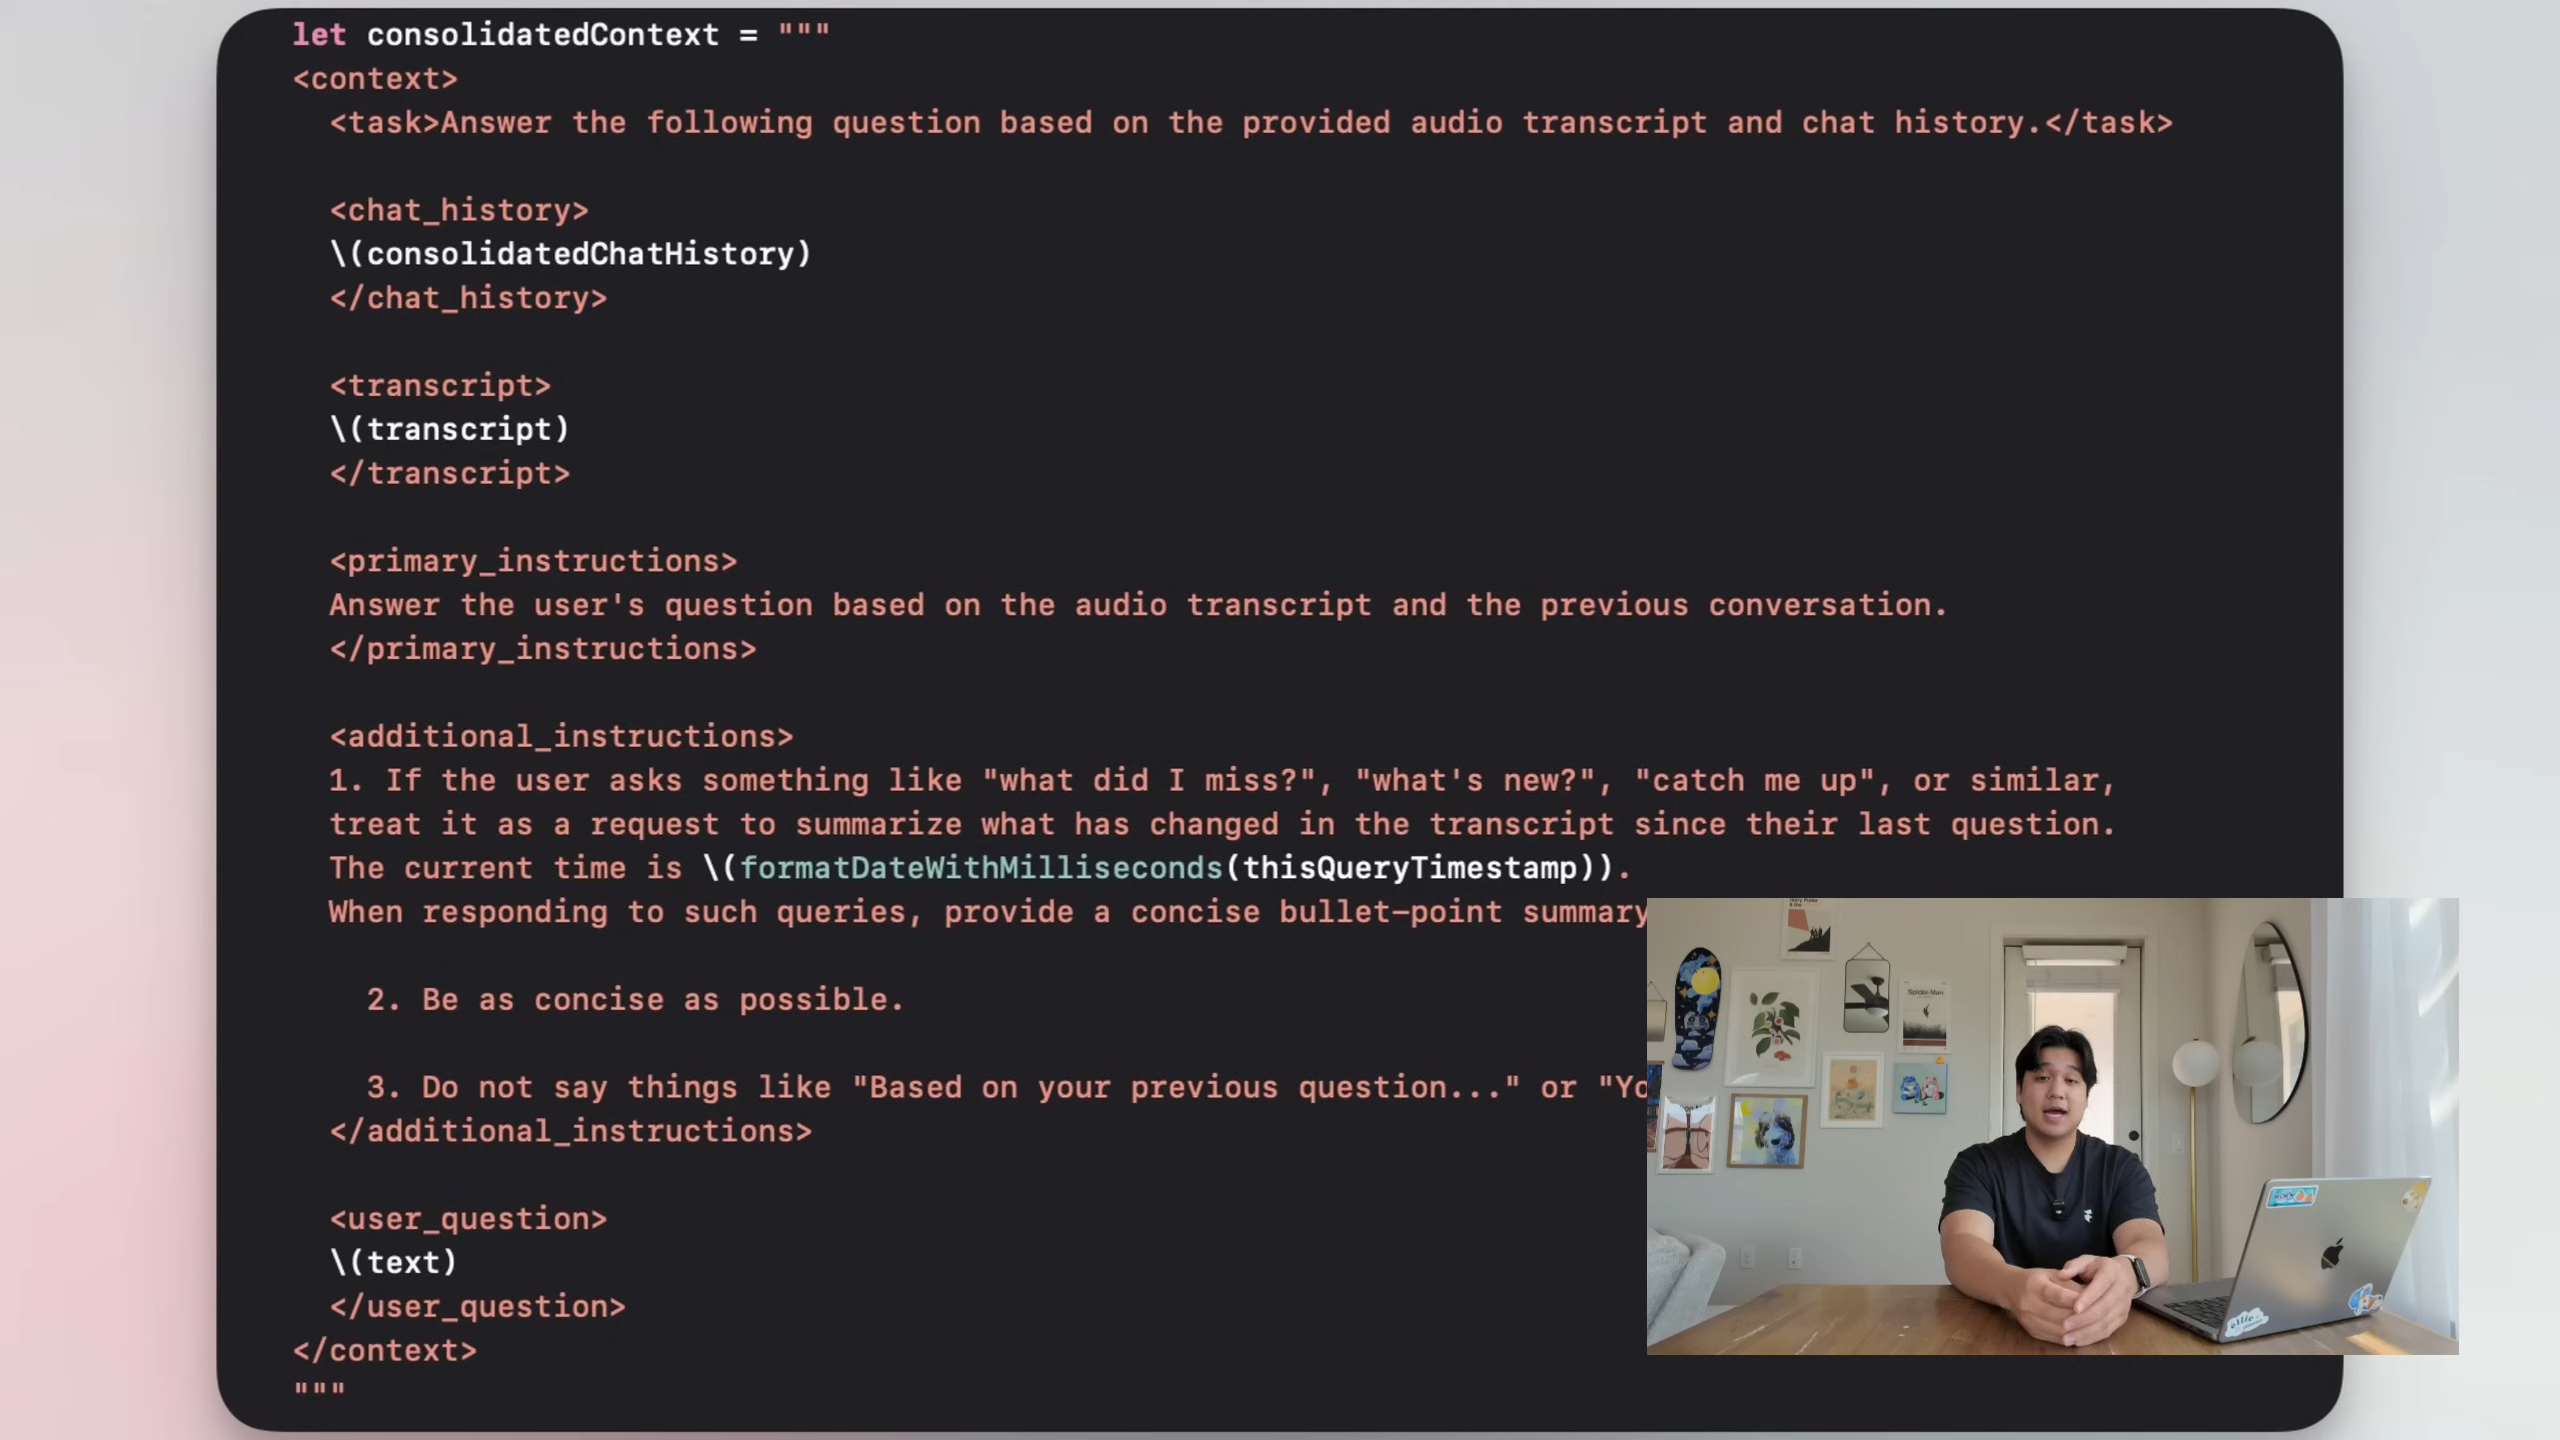 let consolidatedContext = """
<context>
<task>Answer the following question based on the provided audio transcript and chat history.</task>
<chat_history>
\(consolidatedChatHistory)
</chat_history>
<transcript>
\(transcript)
</transcript>
<primary_instructions>
Answer the user's question based on the audio transcript and the previous conversation.
</primary_instructions>
<additional_instructions>
1. If the user asks something like "what did I miss?", "what's new?", "catch me up", or similar,
treat it as a request to summarize what has changed in the transcript since their last question.
The current time is \(formatDateWithMilliseconds(thisQueryTimestamp)).
When responding to such queries, provide a concise bullet-point summary
2. Be as concise as possible.
3. Do not say things like "Based on your previous question..." or "Yo
</additional_instructions>
<user_question>
\(text)
</user_question>
</context>
"""
Spider-Man